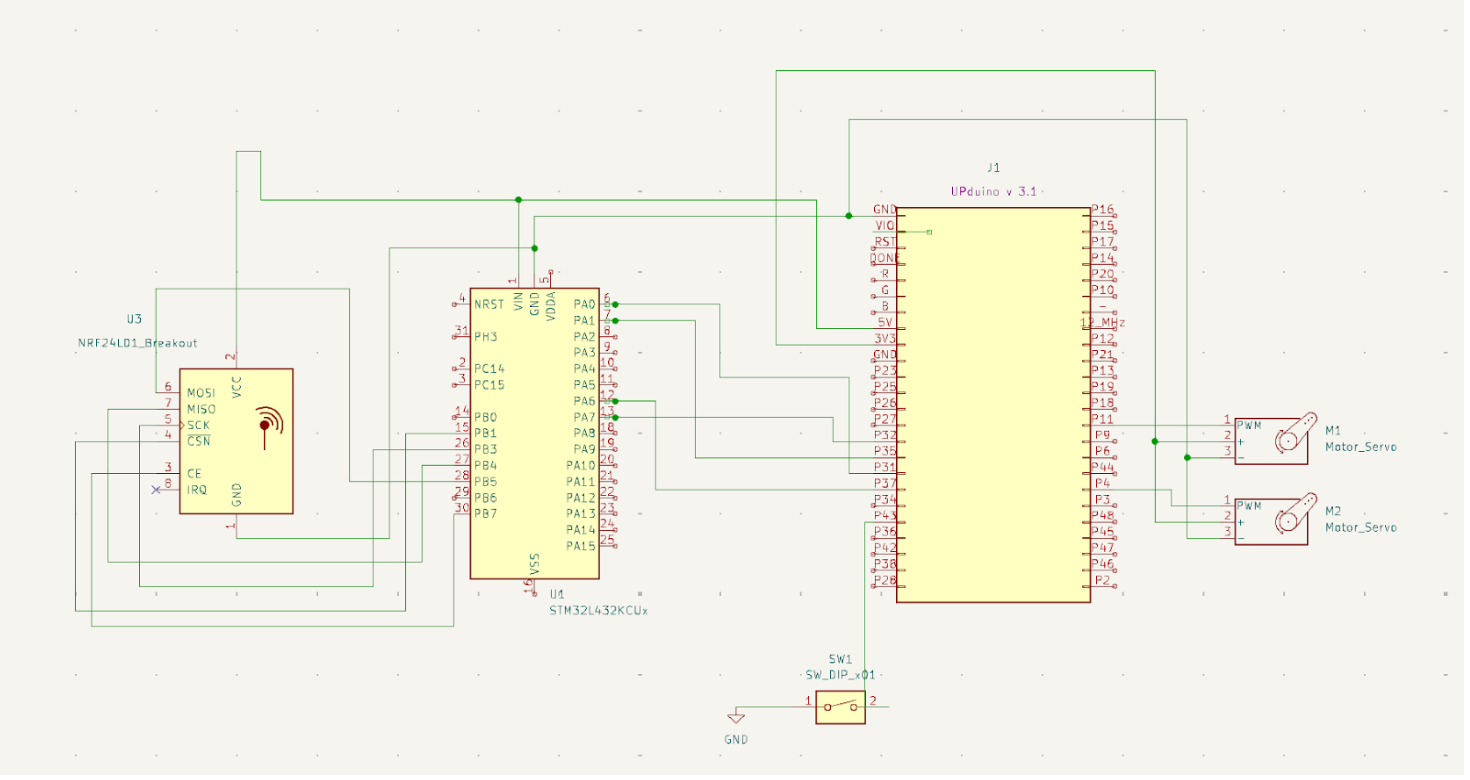 J1
UPduino v 3.1
U3
NRF24L01_Breakout
2
VCC
6 MOSI
7 MISO
5 SCK
4 CSN
3 CE
8 IRQ
GND
1
1 VIN
GND
5 VDDA
4 NRST
31 PH3
2 PC14
3 PC15
14 PB0
15 PB1
26 PB3
27 PB4
28 PB5
29 PB6
30 PB7
PA0 6
PA1 7
PA2 8
PA3 9
PA4 10
PA5 11
PA6 12
PA7 13
PA8 18
PA9 19
PA10 20
PA11 21
PA12 22
PA13 23
PA14 24
PA15 25
VSS
16
U1
STM32L432KCUx
GND
VIO
RST
DONE
R
G
B
5V
3V3
GND
P23
P25
P26
P27
P32
P35
P31
P37
P34
P43
P36
P42
P38
P28
P16
P15
P17
P14
P20
P10
-
12_MHz
P12
P21
P13
P19
P18
P11
P9
P6
P44
P4
P3
P48
P45
P47
P46
P2
1 PWM
2 +
3 -
M1
Motor_Servo
1 PWM
2 +
3 -
M2
Motor_Servo
SW1
SW_DIP_x01
1 2
GND